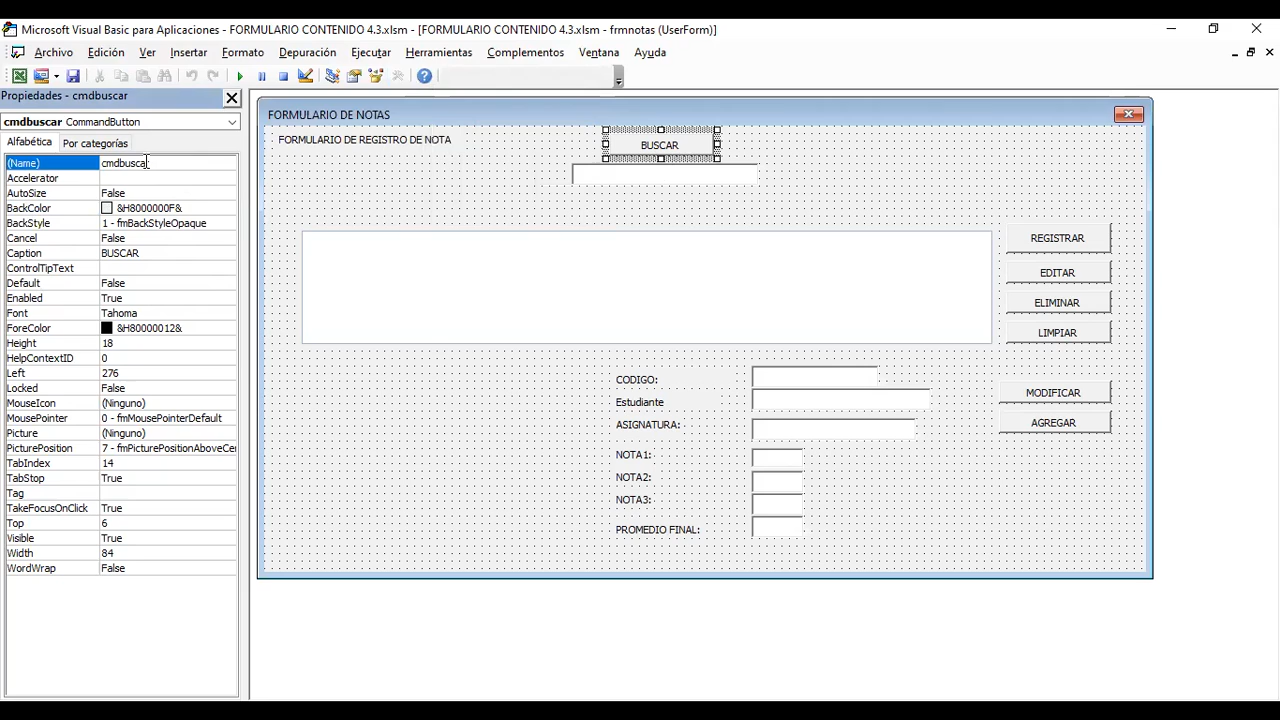 Microsoft Visual Basic para Aplicaciones - FORMULARIO CONTENIDO 4.3.xlsm - [FORMULARIO CONTENIDO 4.3.xlsm - frmnotas (UserForm)]
Archivo Edición Ver Insertar Formato Depuración Ejecutar Herramientas Complementos Ventana Ayuda
Propiedades - cmdbuscar
cmdbuscar CommandButton
Alfabética Por categorías
(Name) cmdbuscar
Accelerator
AutoSize False
BackColor &H8000000F&
BackStyle 1 - fmBackStyleOpaque
Cancel False
Caption BUSCAR
ControlTipText
Default False
Enabled True
Font Tahoma
ForeColor &H80000012&
Height 18
HelpContextID 0
Left 276
Locked False
MouseIcon (Ninguno)
MousePointer 0 - fmMousePointerDefault
Picture (Ninguno)
PicturePosition 7 - fmPicturePositionAboveCe
TabIndex 14
TabStop True
Tag
TakeFocusOnClick True
Top 6
Visible True
Width 84
WordWrap False
FORMULARIO DE NOTAS
FORMULARIO DE REGISTRO DE NOTA
BUSCAR
REGISTRAR
EDITAR
ELIMINAR
LIMPIAR
CODIGO:
Estudiante
ASIGNATURA:
NOTA1:
NOTA2:
NOTA3:
PROMEDIO FINAL:
MODIFICAR
AGREGAR